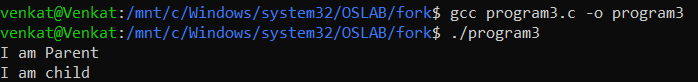 venkat@Venkat:/mnt/c/Windows/system32/OSLAB/fork$ gcc program3.c -o program3
venkat@Venkat:/mnt/c/Windows/system32/OSLAB/fork$ ./program3
I am Parent
I am child